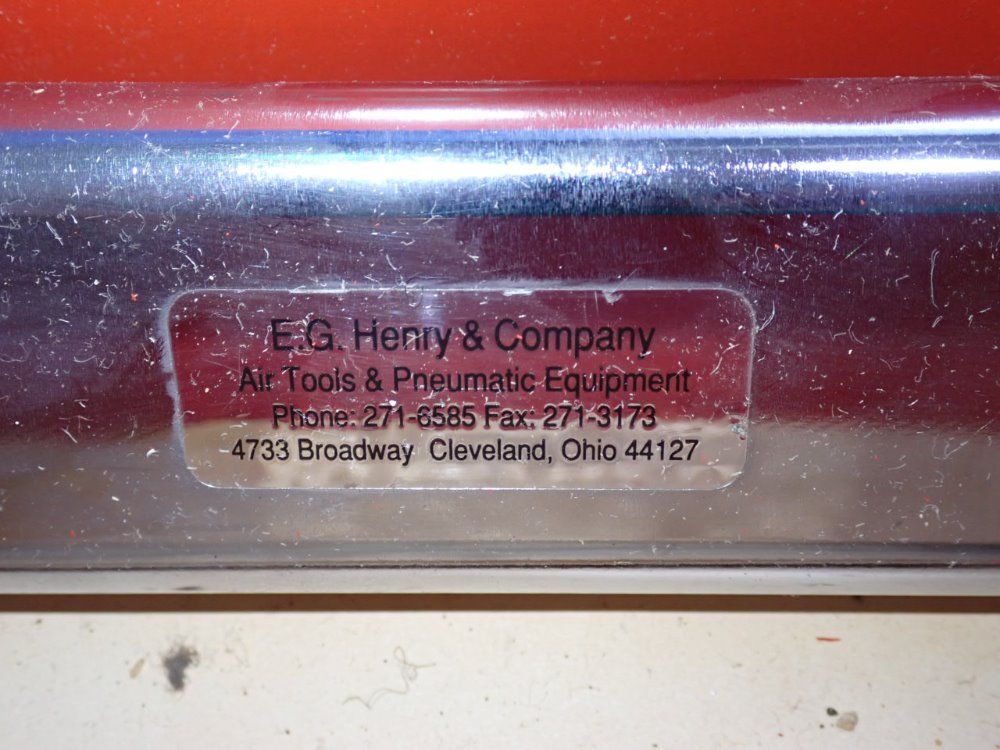 E.G. Henry & Company
Air Tools & Pneumatic Equipment
Phone: 271-6585 Fax: 271-3173
4733 Broadway Cleveland, Ohio 44127